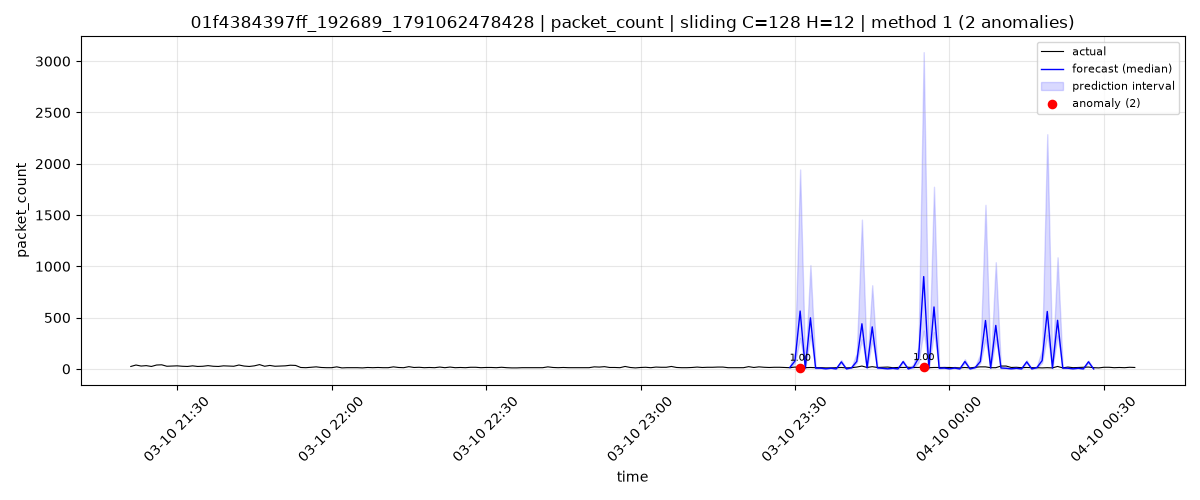 01f4384397ff_192689_1791062478428 | packet_count | sliding C=128 H=12 | method 1 (2 anomalies)
actual
forecast (median)
prediction interval
anomaly (2)
packet_count
3000
2500
2000
1500
1000
500
0
1.00
1.00
03-10 21:30
03-10 22:00
03-10 22:30
03-10 23:00
03-10 23:30
04-10 00:00
04-10 00:30
time